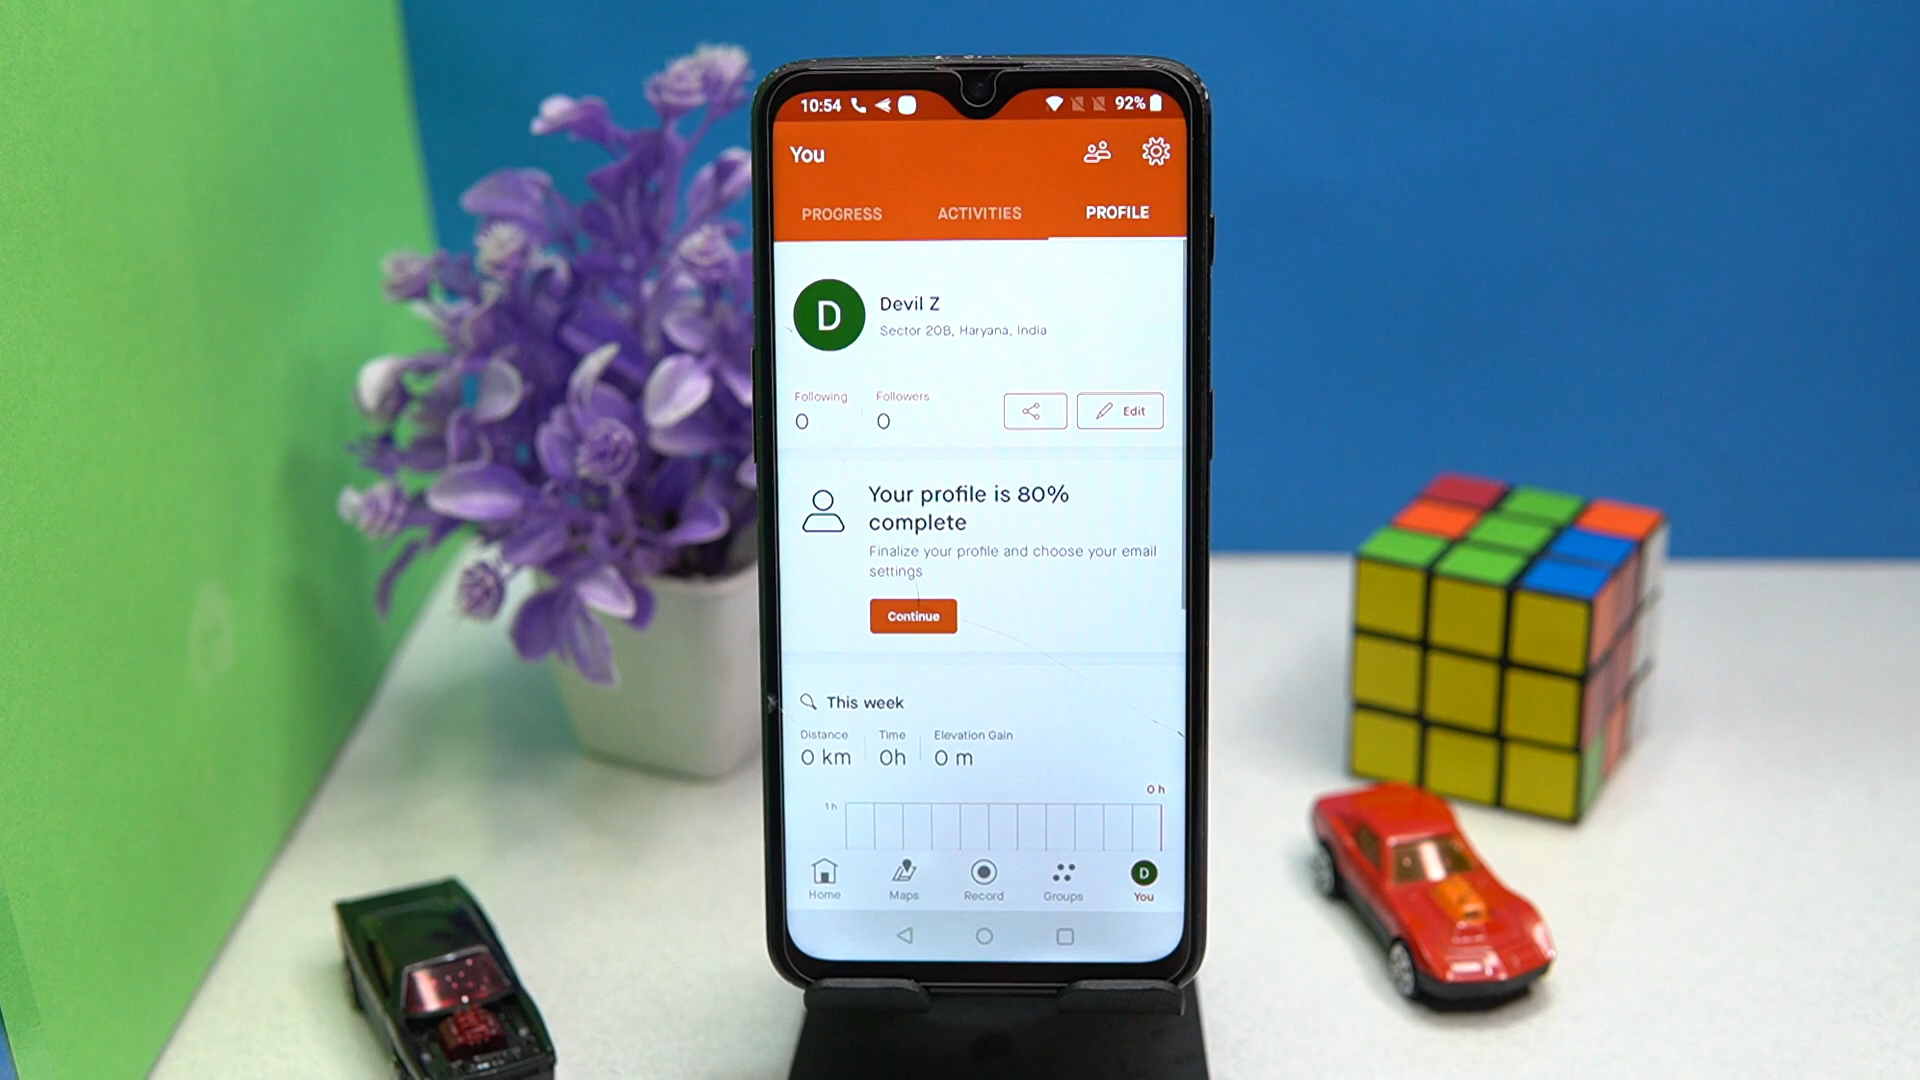 10:54 92%
You
PROGRESS ACTIVITIES PROFILE
D
Devil Z
Sector 20B, Haryana, India
Following Followers
0 0
Edit
Your profile is 80%
complete
Finalize your profile and choose your email
settings
Continue
This week
Distance Time Elevation Gain
0 km 0h 0 m
0 h
1 h
D
Home Maps Record Groups You